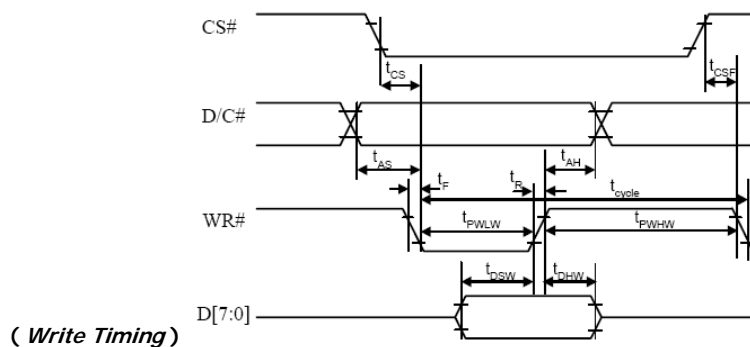 CS#
tCS
tCSF
D/C#
tAS
tAH
tF
tR
tcycle
WR#
tPWLW
tPWHW
tDSW
tDHW
D[7:0]
( Write Timing )